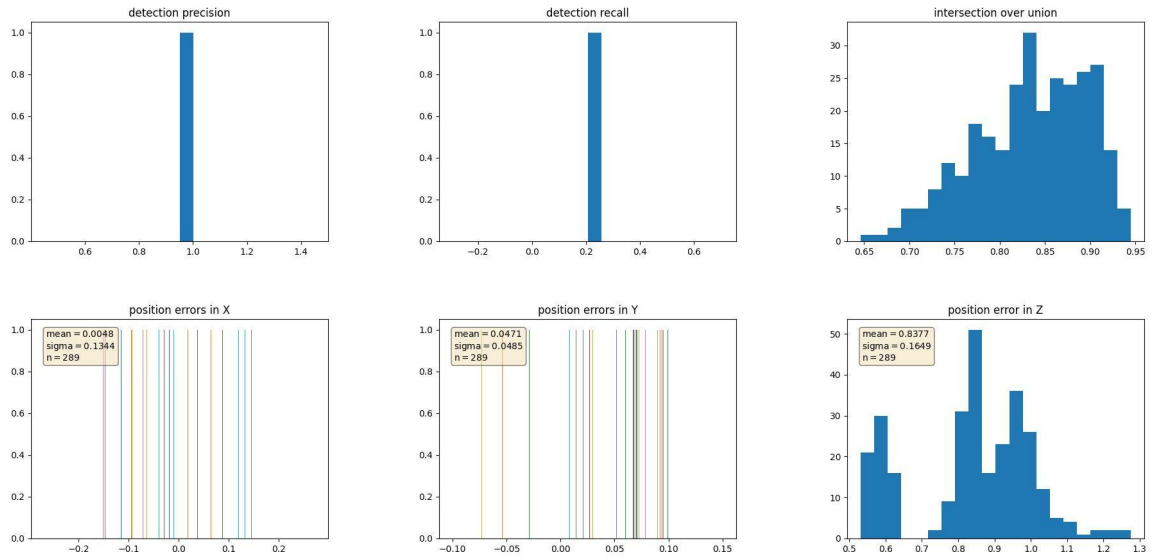 detection precision
1.0
0.8
0.6
0.4
0.2
0.0
0.6 0.8 1.0 1.2 1.4
detection recall
1.0
0.8
0.6
0.4
0.2
0.0
−0.2 0.0 0.2 0.4 0.6
intersection over union
30
25
20
15
10
5
0
0.65 0.70 0.75 0.80 0.85 0.90 0.95
position errors in X
mean = 0.0048
sigma = 0.1344
n = 289
1.0
0.8
0.6
0.4
0.2
0.0
−0.2 −0.1 0.0 0.1 0.2
position errors in Y
mean = 0.0471
sigma = 0.0485
n = 289
1.0
0.8
0.6
0.4
0.2
0.0
−0.10 −0.05 0.00 0.05 0.10 0.15
position error in Z
mean = 0.8377
sigma = 0.1649
n = 289
50
40
30
20
10
0
0.5 0.6 0.7 0.8 0.9 1.0 1.1 1.2 1.3